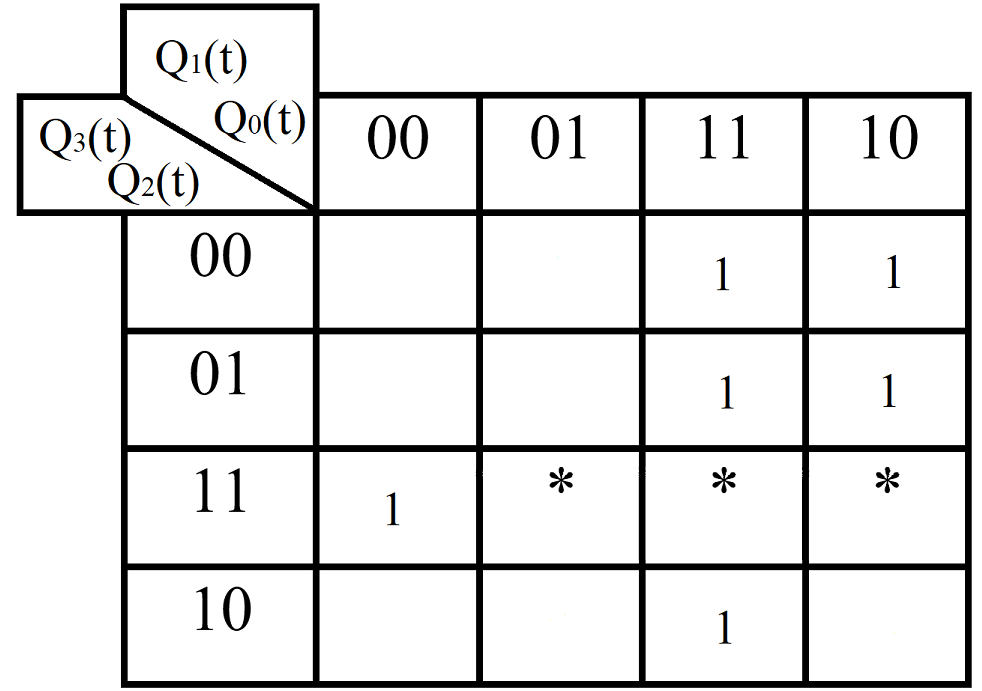 Q1(t)
Q0(t)
Q3(t)
Q2(t)
00 01 11 10
00 1 1
01 1 1
11 1 * * *
10 1